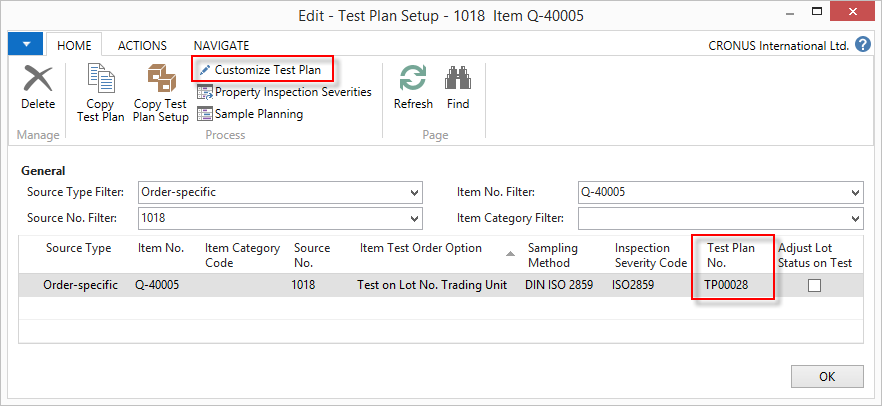 Edit - Test Plan Setup - 1018 Item Q-40005
HOME ACTIONS NAVIGATE CRONUS International Ltd. ?
Delete
Copy Test Plan
Copy Test Plan Setup
Customize Test Plan
Property Inspection Severities
Sample Planning
Refresh
Find
Manage Process Page
General
Source Type Filter: Order-specific Item No. Filter: Q-40005
Source No. Filter: 1018 Item Category Filter:
Source Type Item No. Item Category Code Source No. Item Test Order Option Sampling Method Inspection Severity Code Test Plan No. Adjust Lot Status on Test
Order-specific Q-40005 1018 Test on Lot No. Trading Unit DIN ISO 2859 ISO2859 TP00028
OK